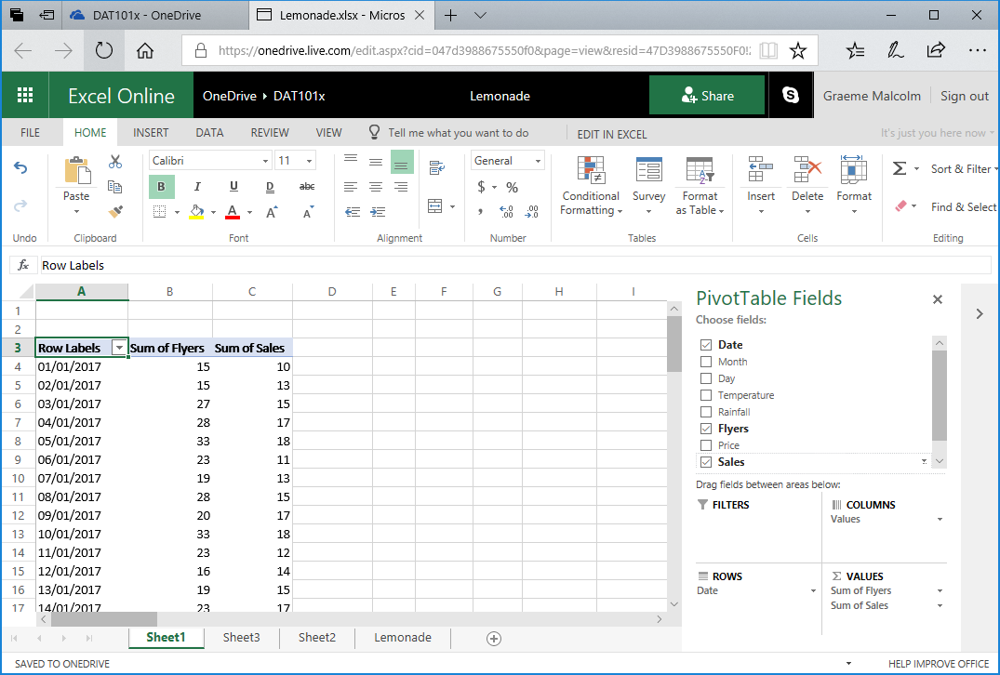 DAT101x - OneDrive
Lemonade.xlsx - Micros
https://onedrive.live.com/edit.aspx?cid=047d3988675550f0&page=view&resid=47D3988675550F0!
Excel Online
OneDrive
DAT101x
Lemonade
Share
Graeme Malcolm
Sign out
FILE
HOME
INSERT
DATA
REVIEW
VIEW
Tell me what you want to do
EDIT IN EXCEL
It's just you here now
Calibri
11
General
Paste
B I U D abc
A A A
$ % ,
.0 .00
.00 .0
Conditional
Formatting
Survey
Format
as Table
Insert
Delete
Format
Σ
Sort & Filter
Find & Select
Undo
Clipboard
Font
Alignment
Number
Tables
Cells
Editing
fx
Row Labels
A B C D E F G H I
1
2
3 Row Labels Sum of Flyers Sum of Sales
4 01/01/2017 15 10
5 02/01/2017 15 13
6 03/01/2017 27 15
7 04/01/2017 28 17
8 05/01/2017 33 18
9 06/01/2017 23 11
10 07/01/2017 19 13
11 08/01/2017 28 15
12 09/01/2017 20 17
13 10/01/2017 33 18
14 11/01/2017 23 12
15 12/01/2017 16 14
16 13/01/2017 19 15
17 14/01/2017 23 17
PivotTable Fields
Choose fields:
Date
Month
Day
Temperature
Rainfall
Flyers
Price
Sales
Drag fields between areas below:
FILTERS
COLUMNS
Values
ROWS
Date
Σ VALUES
Sum of Flyers
Sum of Sales
Sheet1
Sheet3
Sheet2
Lemonade
SAVED TO ONEDRIVE
HELP IMPROVE OFFICE